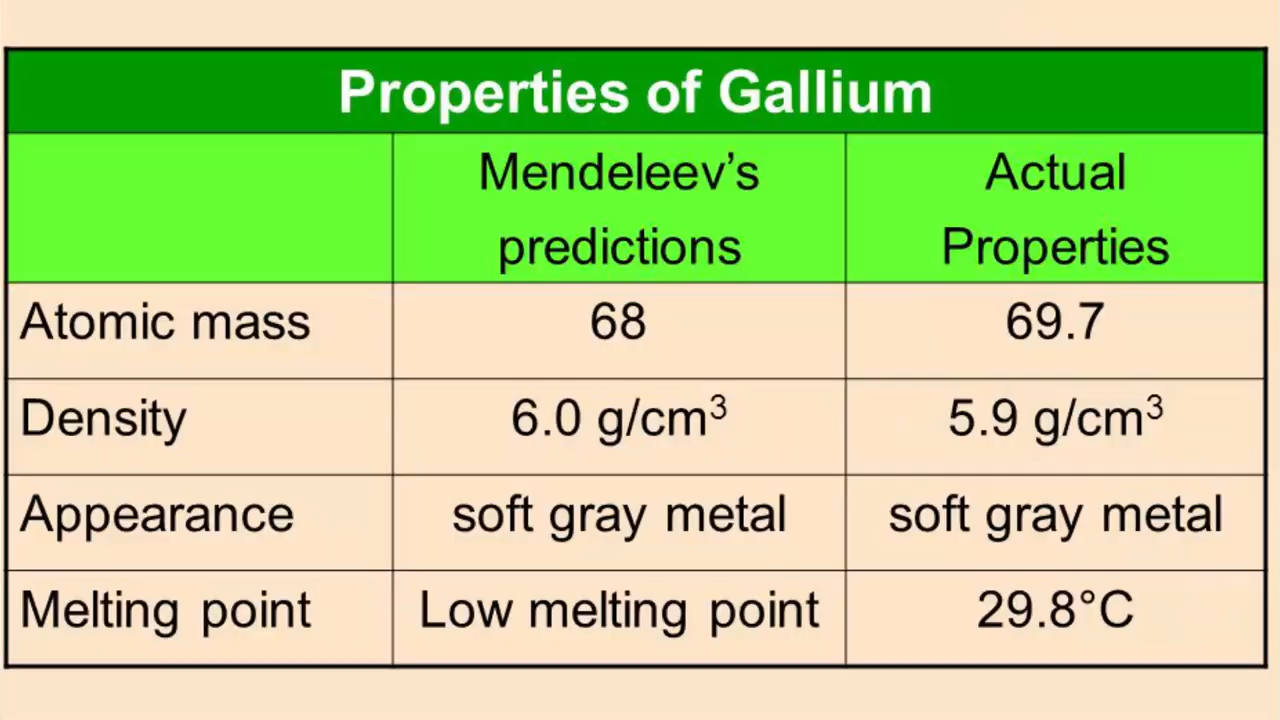 Properties of Gallium
Mendeleev’s predictions
Actual Properties
Atomic mass 68 69.7
Density 6.0 g/cm³ 5.9 g/cm³
Appearance soft gray metal soft gray metal
Melting point Low melting point 29.8°C